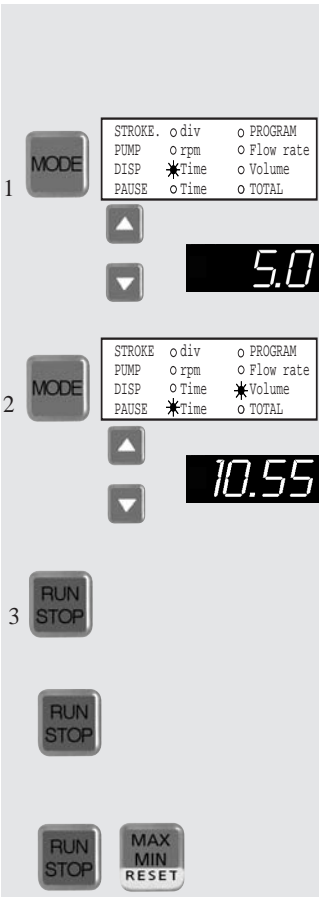 STROKE. o div o PROGRAM
PUMP o rpm o Flow rate
DISP Time o Volume
PAUSE o Time o TOTAL
1 MODE
5.0
STROKE o div o PROGRAM
PUMP o rpm o Flow rate
DISP o Time Volume
PAUSE Time o TOTAL
2 MODE
10.55
3 RUN
STOP
RUN
STOP
RUN
STOP
MAX
MIN
RESET